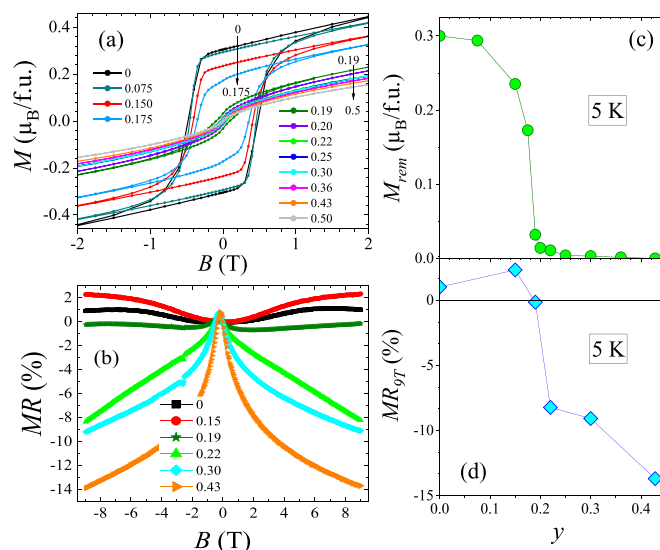 (a)
M (μB/f.u.)
0.4
0.2
0.0
-0.2
-0.4
0
0.075
0.150
0.175
0
0.175
0.19
0.5
0.19
0.20
0.22
0.25
0.30
0.36
0.43
0.50
-2 -1 0 1 2
B (T)
(b)
MR (%)
2
0
-2
-4
-6
-8
-10
-12
-14
0
0.15
0.19
0.22
0.30
0.43
-8 -6 -4 -2 0 2 4 6 8
B (T)
(c)
5 K
Mrem (μB/f.u.)
0.3
0.2
0.1
0.0
(d)
5 K
MR9T (%)
0
-5
-10
-15
0.0 0.1 0.2 0.3 0.4
y